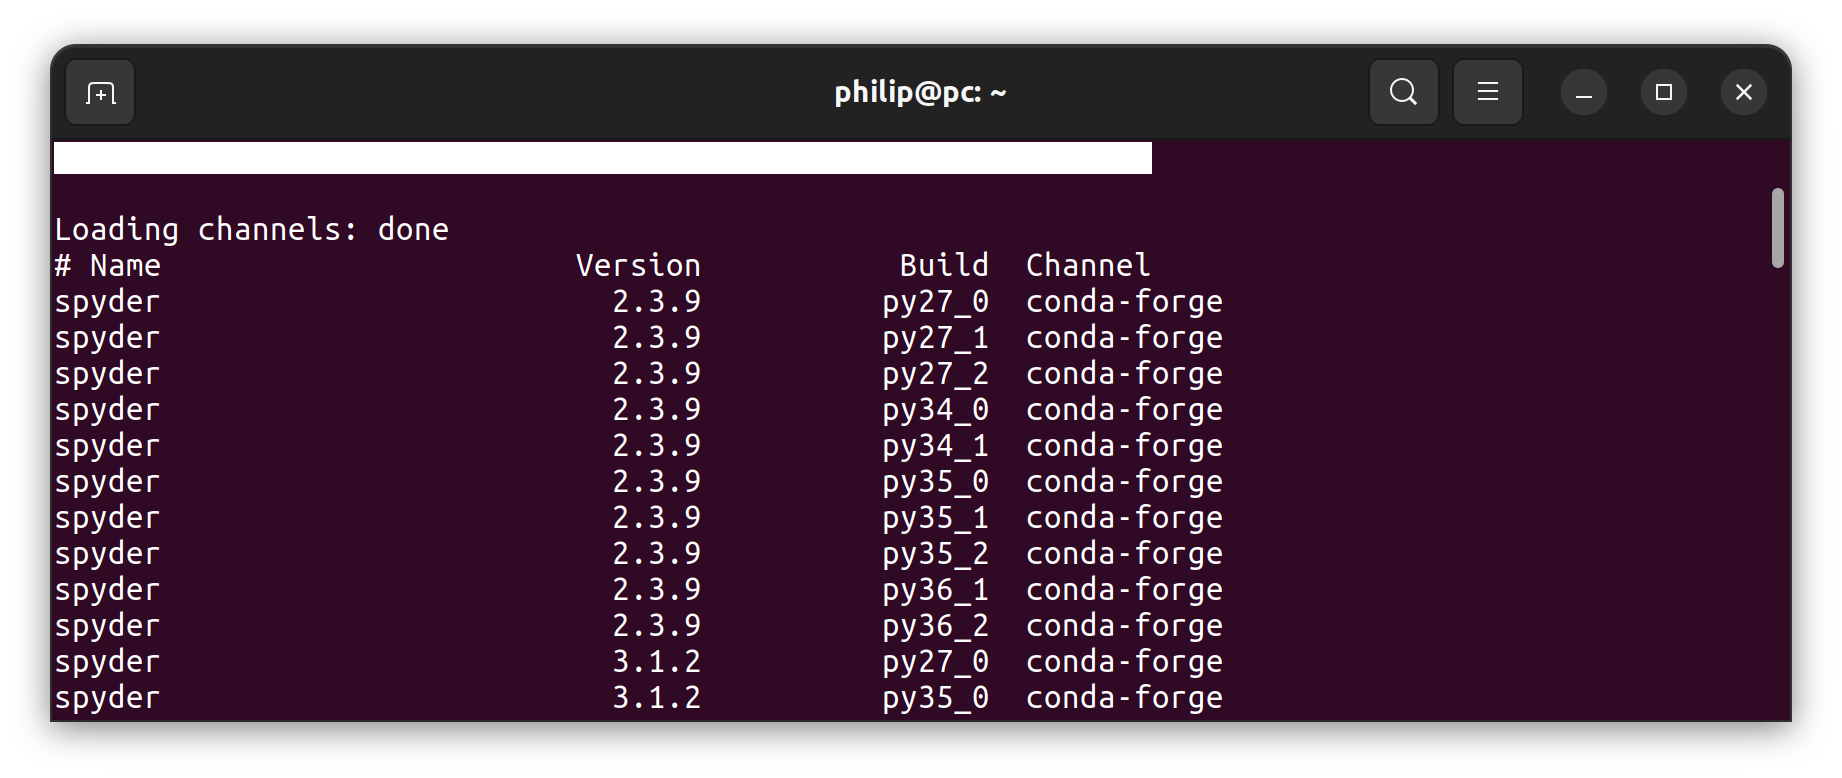 philip@pc: ~
Loading channels: done
# Name Version Build Channel
spyder 2.3.9 py27_0 conda-forge
spyder 2.3.9 py27_1 conda-forge
spyder 2.3.9 py27_2 conda-forge
spyder 2.3.9 py34_0 conda-forge
spyder 2.3.9 py34_1 conda-forge
spyder 2.3.9 py35_0 conda-forge
spyder 2.3.9 py35_1 conda-forge
spyder 2.3.9 py35_2 conda-forge
spyder 2.3.9 py36_1 conda-forge
spyder 2.3.9 py36_2 conda-forge
spyder 3.1.2 py27_0 conda-forge
spyder 3.1.2 py35_0 conda-forge